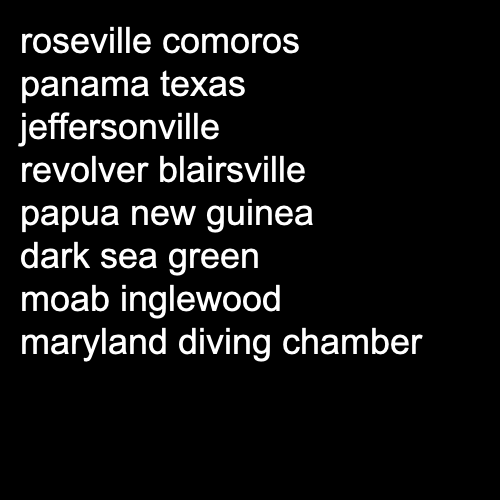 roseville comoros
panama texas
jeffersonville
revolver blairsville
papua new guinea
dark sea green
moab inglewood
maryland diving chamber